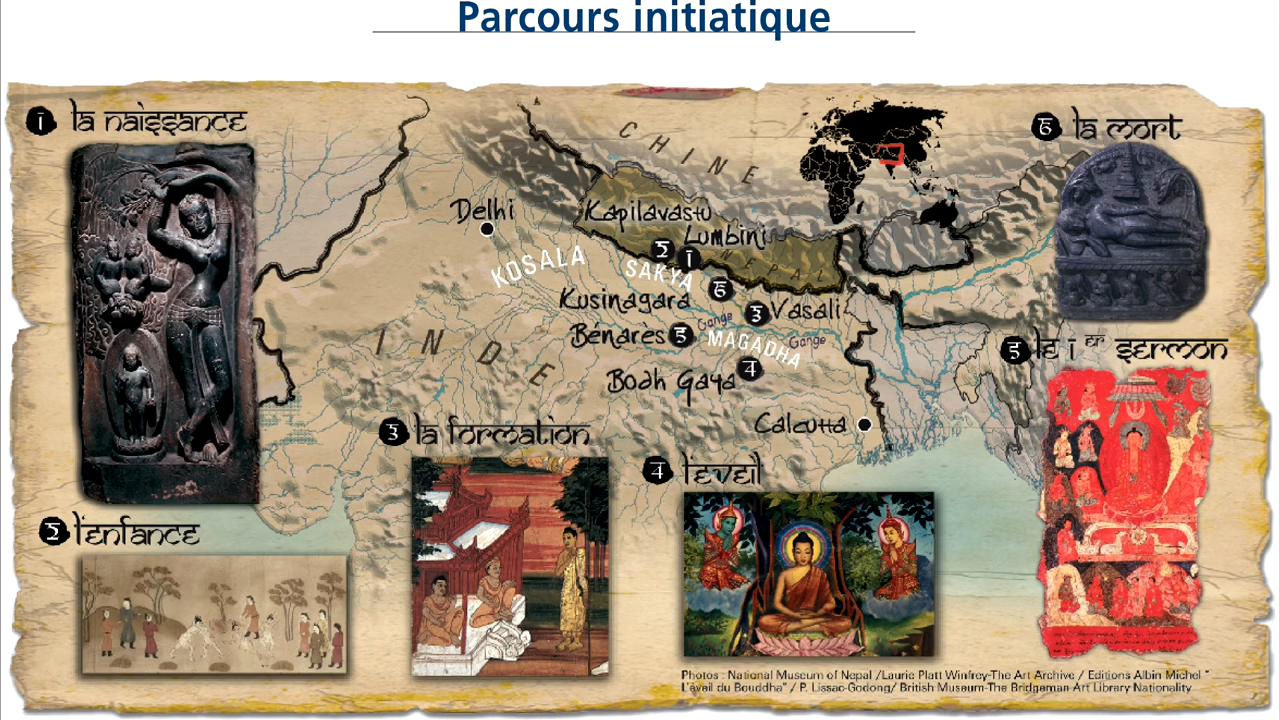 Parcours initiatique
1 la naissance
6 la mort
CHINE
Delhi
Kapilavastu
Lumbini
2
1
NEPAL
KOSALA
SAKYA
6
Kusinagara
3 Vasali
Bénares 5
Gange
MAGADHA
Gange
INDE
Bodh Gaya 4
Calcutta
5 le 1er sermon
3 la formation
4 l'éveil
2 l'enfance
Photos : National Museum of Nepal /Laurie Platt Winfrey-The Art Archive / Editions Albin Michel "
L'éveil du Bouddha" / P. Lissac-Godong/ British Museum-The Bridgeman Art Library Nationality